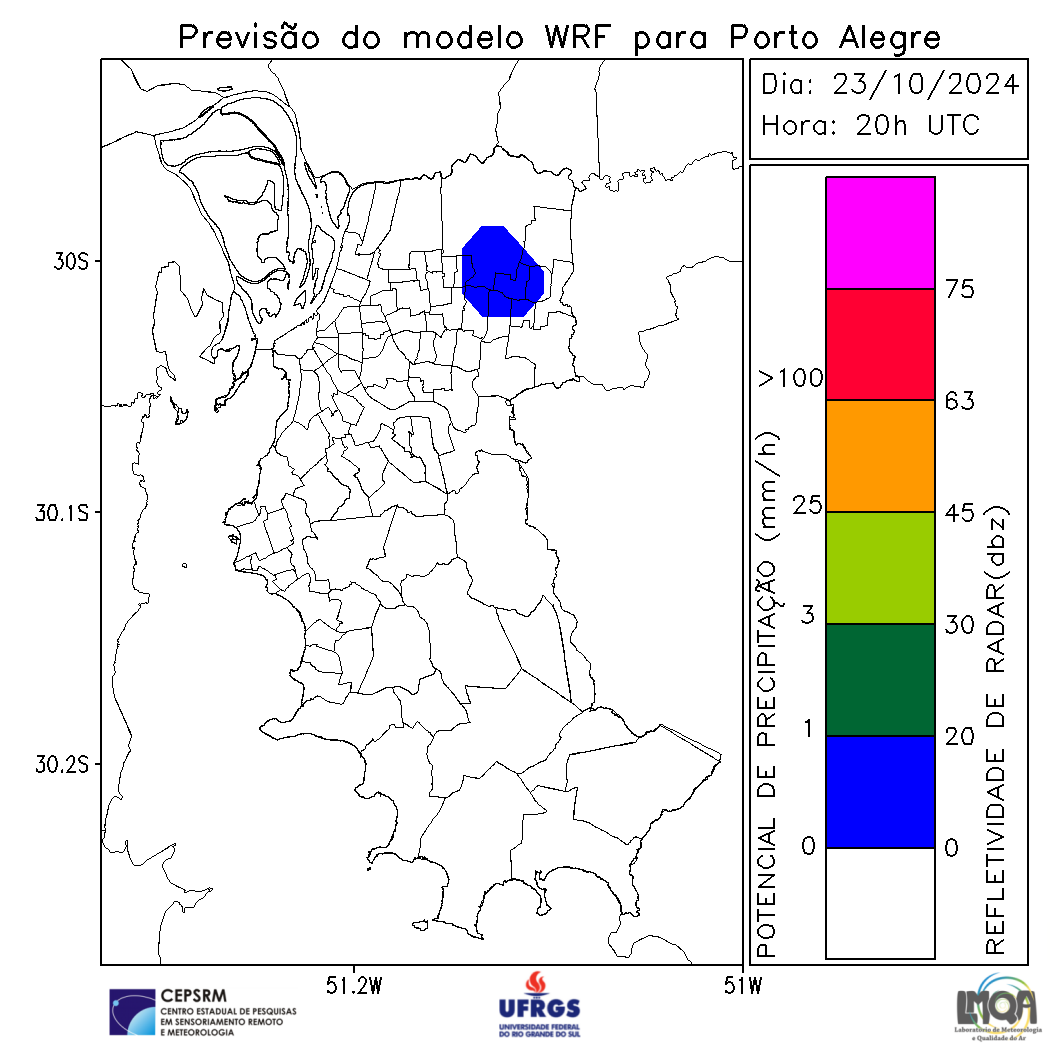 Previsão do modelo WRF para Porto Alegre
Dia: 23/10/2024
Hora: 20h UTC
30S
30.1S
30.2S
51.2W
51W
POTENCIAL DE PRECIPITAÇÃO (mm/h)
>100
25
3
1
0
75
63
45
30
20
0
REFLETIVIDADE DE RADAR(dbz)
CEPSRM
CENTRO ESTADUAL DE PESQUISAS
EM SENSORIAMENTO REMOTO
E METEOROLOGIA
UFRGS
UNIVERSIDADE FEDERAL
DO RIO GRANDE DO SUL
LMQA
Laboratório de Meteorologia
e Qualidade do Ar